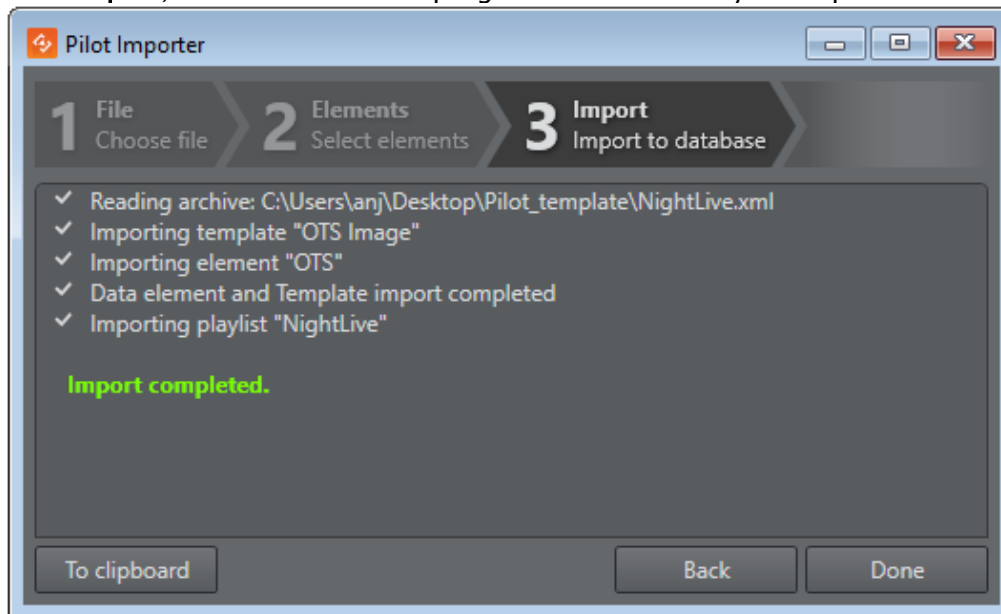 Pilot Importer
1 File
Choose file
2 Elements
Select elements
3 Import
Import to database
Reading archive: C:\Users\anj\Desktop\Pilot_template\NightLive.xml
Importing template "OTS Image"
Importing element "OTS"
Data element and Template import completed
Importing playlist "NightLive"
Import completed.
To clipboard
Back
Done